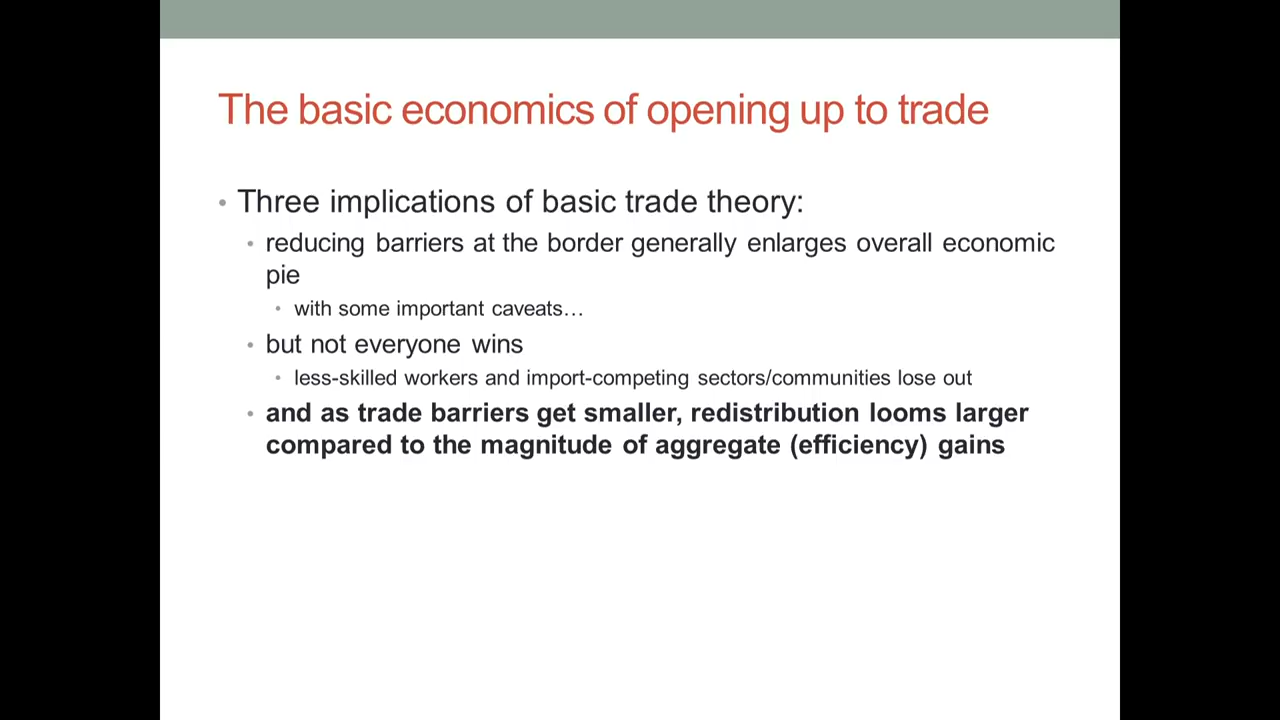 The basic economics of opening up to trade
• Three implications of basic trade theory:
• reducing barriers at the border generally enlarges overall economic
pie
• with some important caveats…
• but not everyone wins
• less-skilled workers and import-competing sectors/communities lose out
• and as trade barriers get smaller, redistribution looms larger
compared to the magnitude of aggregate (efficiency) gains